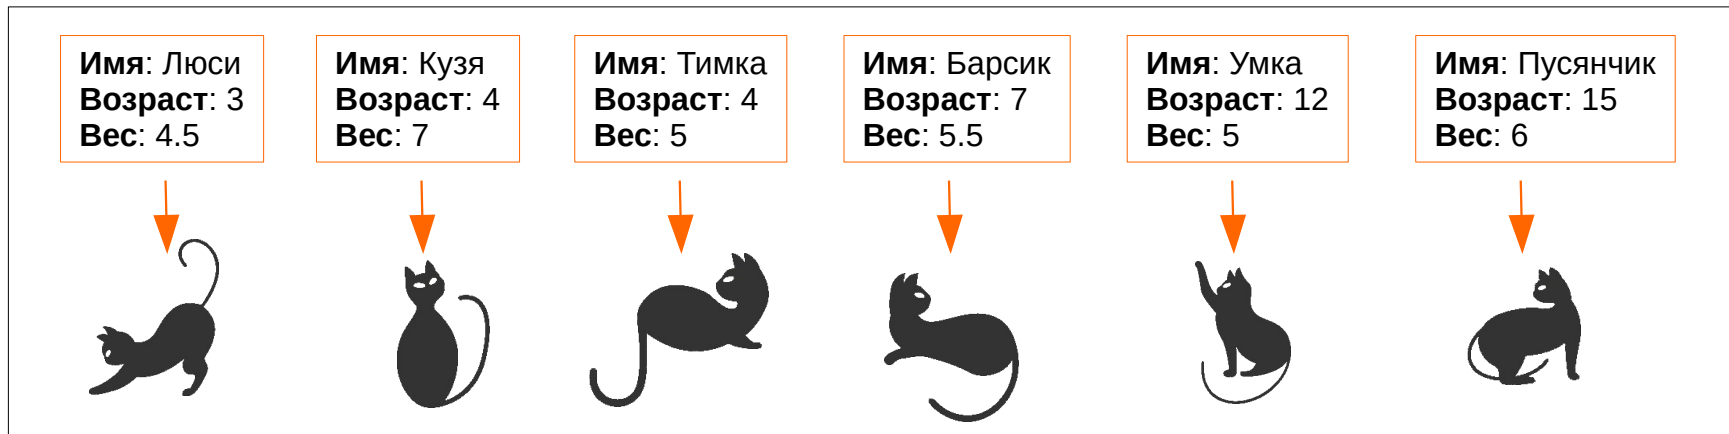 Имя: Люси
Возраст: 3
Вес: 4.5
Имя: Кузя
Возраст: 4
Вес: 7
Имя: Тимка
Возраст: 4
Вес: 5
Имя: Барсик
Возраст: 7
Вес: 5.5
Имя: Умка
Возраст: 12
Вес: 5
Имя: Пусянчик
Возраст: 15
Вес: 6